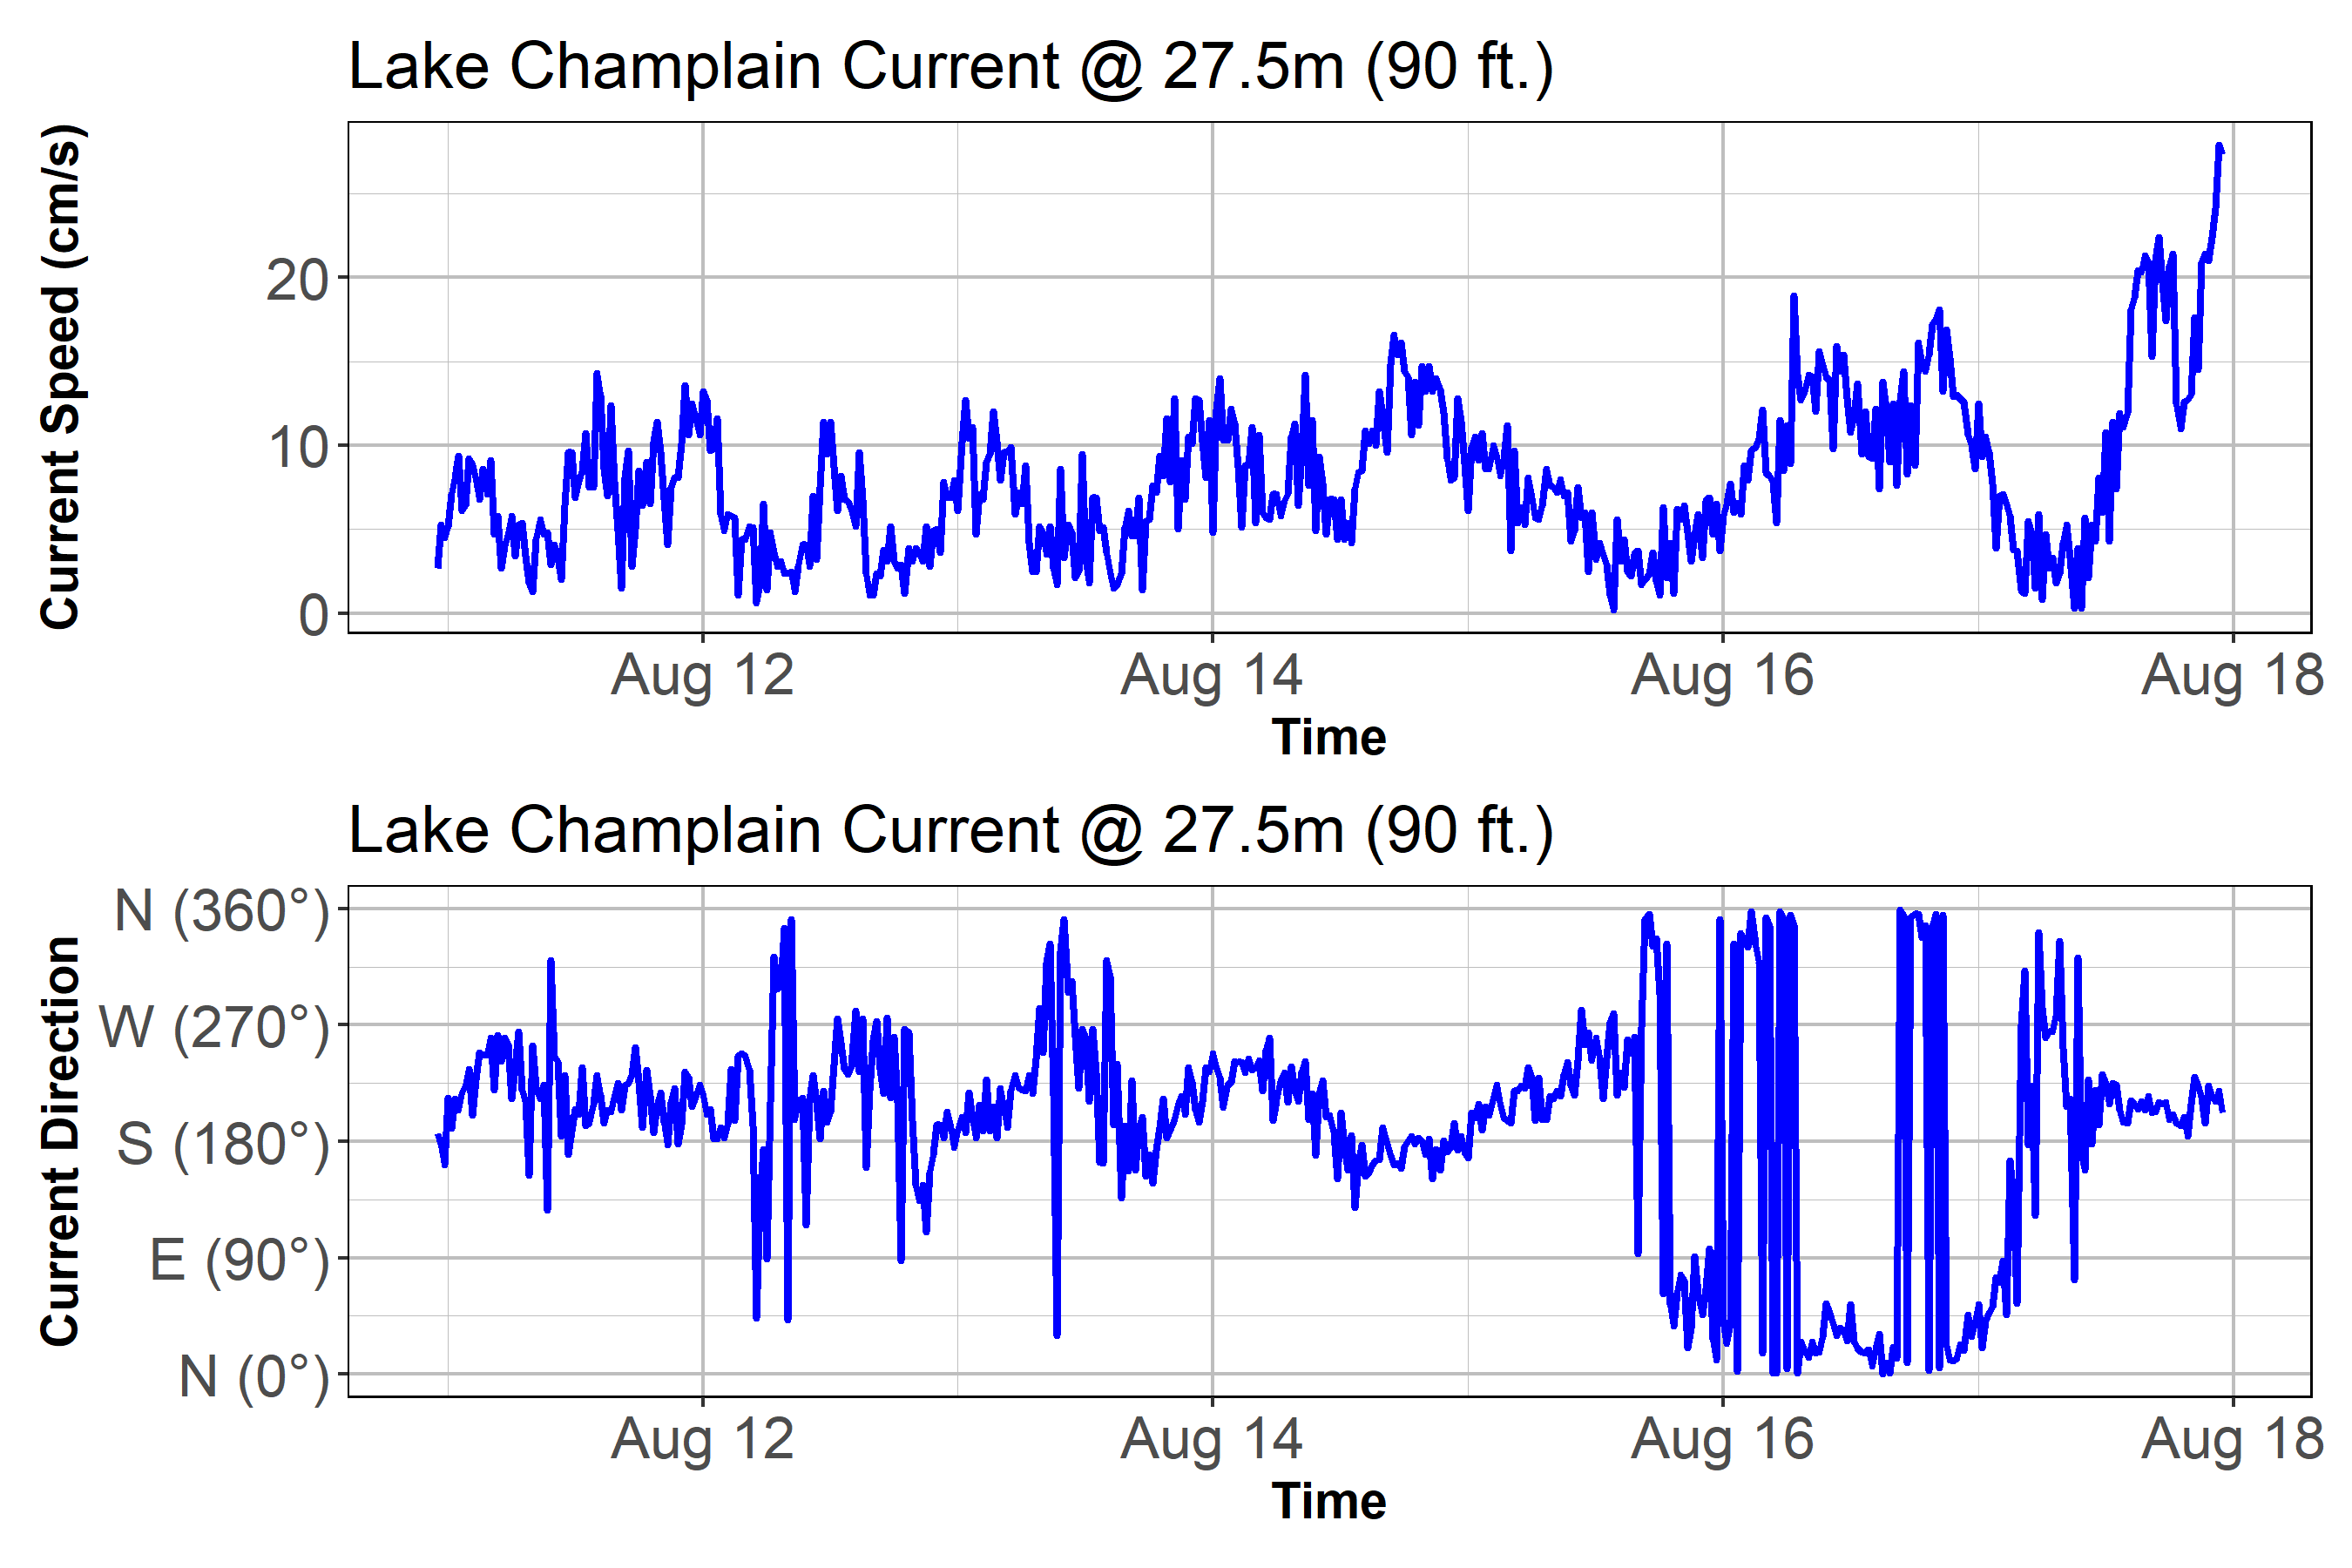 Lake Champlain Current @ 27.5m (90 ft.)
Current Speed (cm/s)
20
10
0
Aug 12 Aug 14 Aug 16 Aug 18
Time
Lake Champlain Current @ 27.5m (90 ft.)
Current Direction
N (360°)
W (270°)
S (180°)
E (90°)
N (0°)
Aug 12 Aug 14 Aug 16 Aug 18
Time